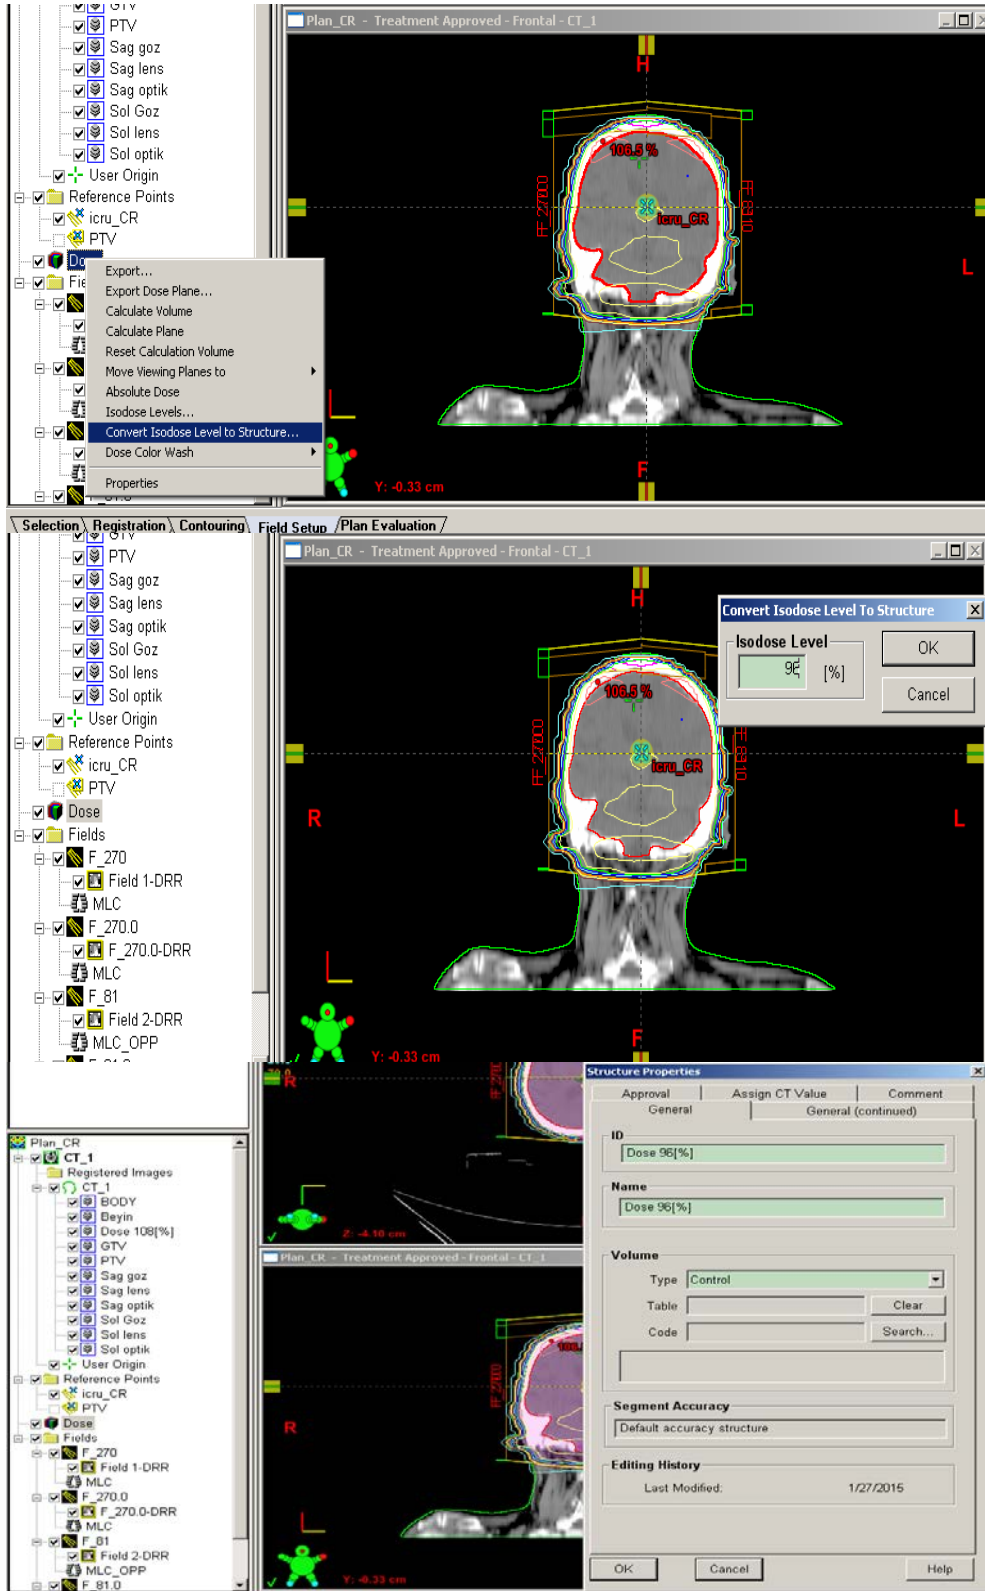 GTV
PTV
Sag goz
Sag lens
Sag optik
Sol Goz
Sol lens
Sol optik
User Origin
Reference Points
icru_CR
PTV
Do
Fie
Export...
Export Dose Plane...
Calculate Volume
Calculate Plane
Reset Calculation Volume
Move Viewing Planes to
Absolute Dose
Isodose Levels...
Convert Isodose Level to Structure...
Dose Color Wash
Properties
Plan_CR - Treatment Approved - Frontal - CT_1
H
106.5 %
icru_CR
L
F
Y: -0.33 cm
Selection Registration Contouring Field Setup Plan Evaluation
GTV
PTV
Sag goz
Sag lens
Sag optik
Sol Goz
Sol lens
Sol optik
User Origin
Reference Points
icru_CR
PTV
Dose
Fields
F_270
Field 1-DRR
MLC
F_270.0
F_270.0-DRR
MLC
F_81
Field 2-DRR
MLC_OPP
Plan_CR - Treatment Approved - Frontal - CT_1
H
106.5 %
icru_CR
R
L
F
Y: -0.33 cm
Convert Isodose Level To Structure
Isodose Level
96 [%]
OK
Cancel
Plan_CR
CT_1
Registered Images
CT_1
BODY
Beyin
Dose 108[%]
GTV
PTV
Sag goz
Sag lens
Sag optik
Sol Goz
Sol lens
Sol optik
User Origin
Reference Points
icru_CR
PTV
Dose
Fields
F_270
Field 1-DRR
MLC
F_270.0
F_270.0-DRR
MLC
F_81
Field 2-DRR
MLC_OPP
F_81.0
R
Z: -4.10 cm
Plan_CR - Treatment Approved - Frontal - CT_1
R
Y: -0.33 cm
Structure Properties
Approval Assign CT Value Comment
General General (continued)
ID
Dose 96[%]
Name
Dose 96[%]
Volume
Type Control
Table Clear
Code Search...
Segment Accuracy
Default accuracy structure
Editing History
Last Modified: 1/27/2015
OK Cancel Help